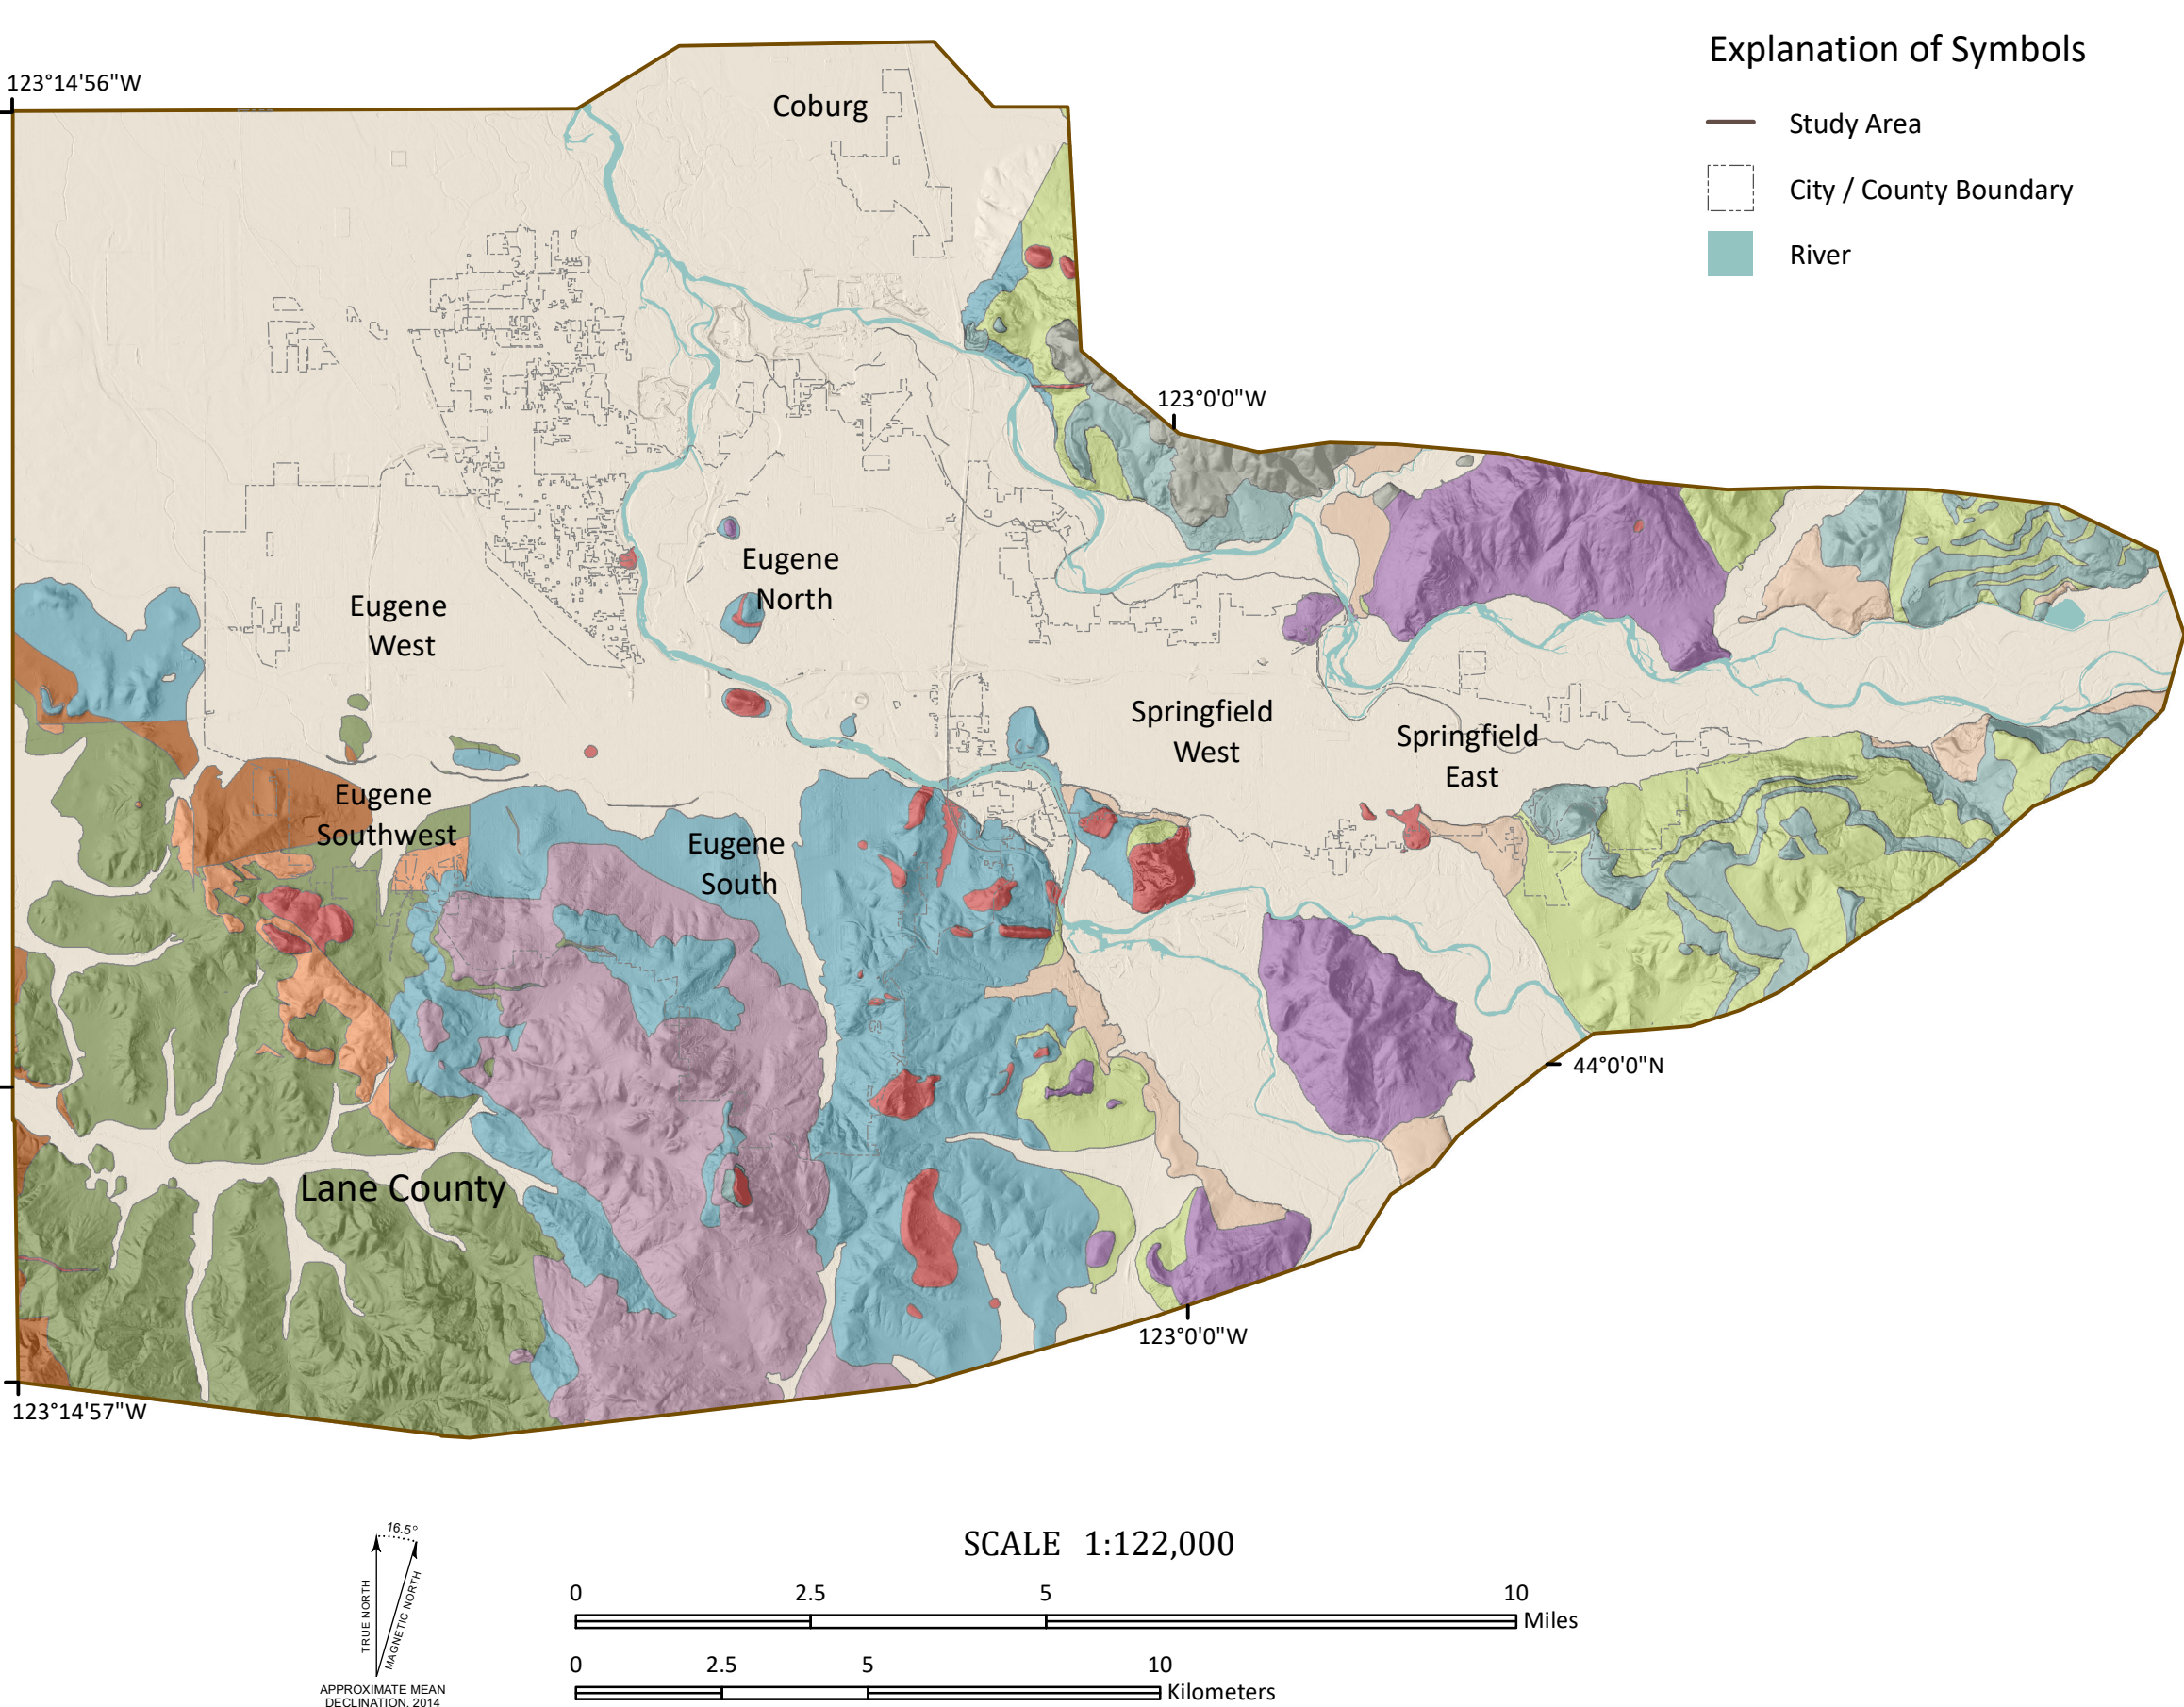 Explanation of Symbols
Study Area
City / County Boundary
River
123°14'56"W
Coburg
123°0'0"W
Eugene
North
Eugene
West
Springfield
West
Springfield
East
Eugene
Southwest
Eugene
South
44°0'0"N
Lane County
123°0'0"W
123°14'57"W
16.5°
TRUE NORTH
MAGNETIC NORTH
APPROXIMATE MEAN
DECLINATION, 2014
SCALE 1:122,000
0 2.5 5 10
Miles
0 2.5 5 10
Kilometers